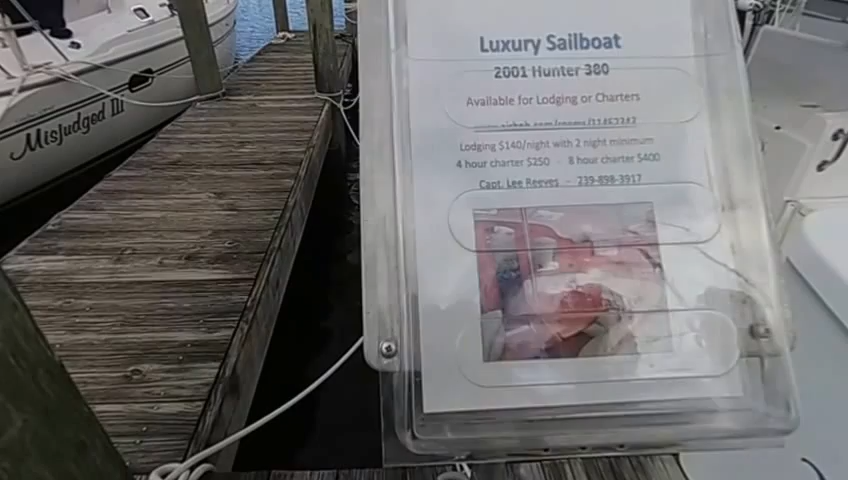 Misjudged III
Luxury Sailboat
2001 Hunter 380
Available for Lodging or Charters
Lodging $140/night with 2 night minimum
4 hour charter $250 - 8 hour charter $400
Capt. Lee Reeves - 239-898-3917